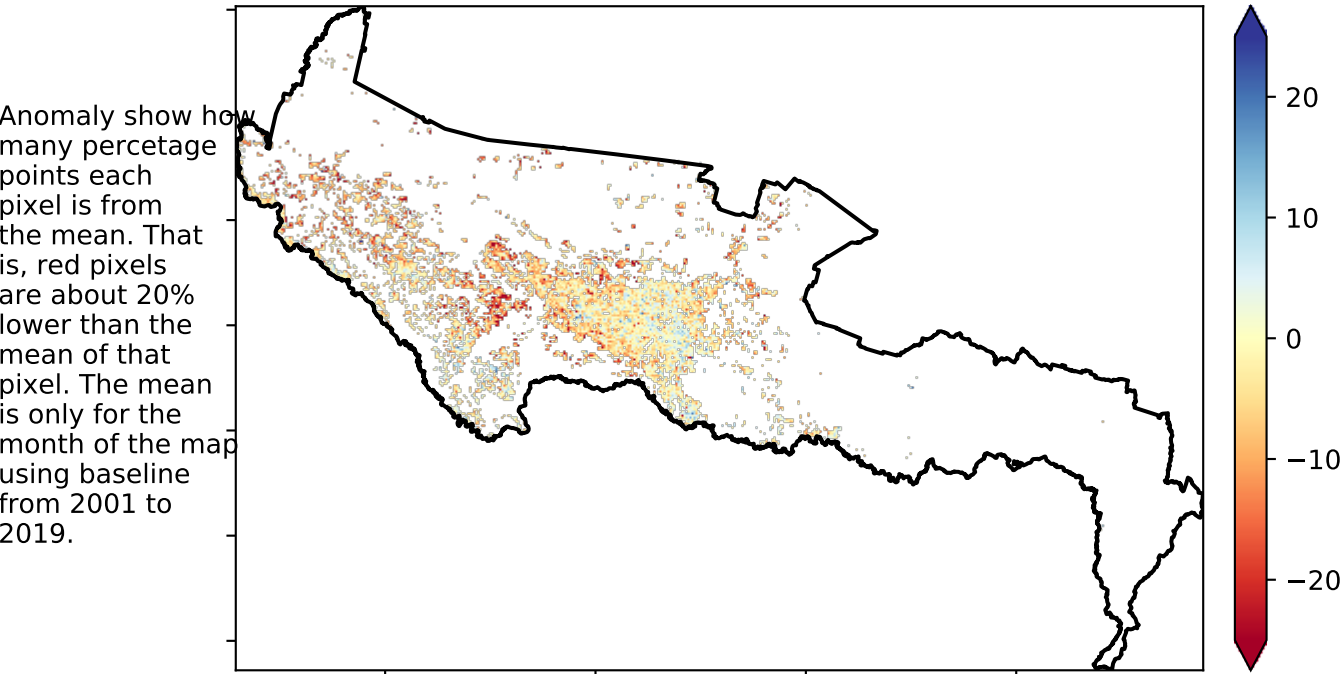 Anomaly show how
many percetage
points each
pixel is from
the mean. That
is, red pixels
are about 20%
lower than the
mean of that
pixel. The mean
is only for the
month of the map
using baseline
from 2001 to
2019.
20
10
0
−10
−20